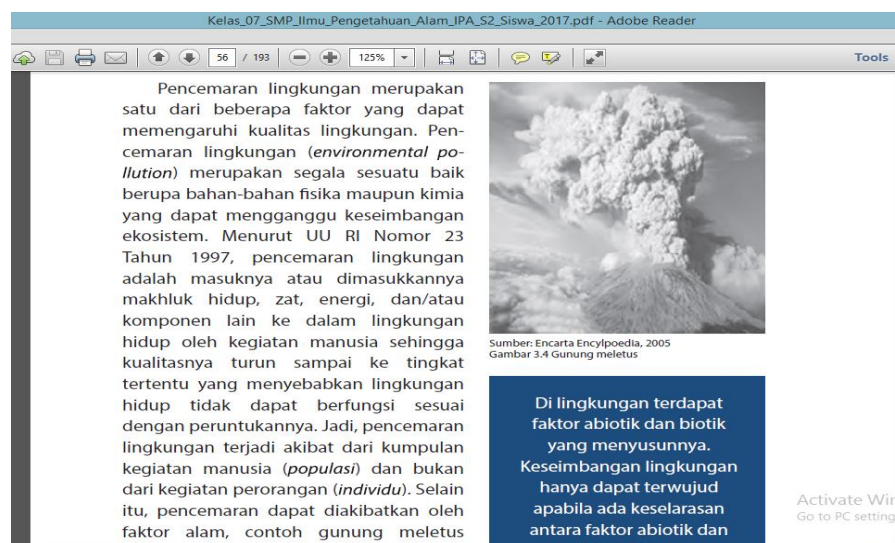 Kelas_07_SMP_Ilmu_Pengetahuan_Alam_IPA_S2_Siswa_2017.pdf - Adobe Reader
56 / 193
125%
Tools
Pencemaran lingkungan merupakan
satu dari beberapa faktor yang dapat
memengaruhi kualitas lingkungan. Pen-
cemaran lingkungan (environmental po-
llution) merupakan segala sesuatu baik
berupa bahan-bahan fisika maupun kimia
yang dapat mengganggu keseimbangan
ekosistem. Menurut UU RI Nomor 23
Tahun 1997, pencemaran lingkungan
adalah masuknya atau dimasukkannya
makhluk hidup, zat, energi, dan/atau
komponen lain ke dalam lingkungan
hidup oleh kegiatan manusia sehingga
kualitasnya turun sampai ke tingkat
tertentu yang menyebabkan lingkungan
hidup tidak dapat berfungsi sesuai
dengan peruntukannya. Jadi, pencemaran
lingkungan terjadi akibat dari kumpulan
kegiatan manusia (populasi) dan bukan
dari kegiatan perorangan (individu). Selain
itu, pencemaran dapat diakibatkan oleh
faktor alam, contoh gunung meletus
Sumber: Encarta Encylpoedia, 2005
Gambar 3.4 Gunung meletus
Di lingkungan terdapat
faktor abiotik dan biotik
yang menyusunnya.
Keseimbangan lingkungan
hanya dapat terwujud
apabila ada keselarasan
antara faktor abiotik dan
Activate Win
Go to PC setting